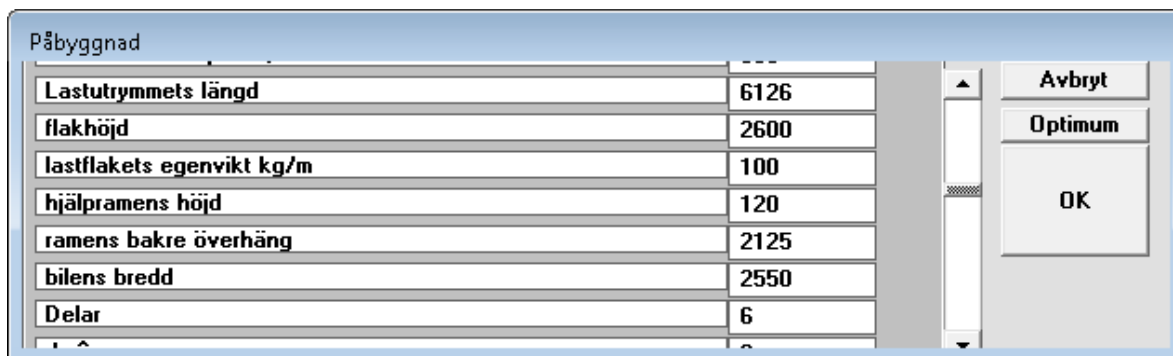 Påbyggnad
Lastutrymmets längd 6126 Avbryt
flakhöjd 2600 Optimum
lastflakets egenvikt kg/m 100
hjälpramens höjd 120 OK
ramens bakre överhäng 2125
bilens bredd 2550
Delar 6